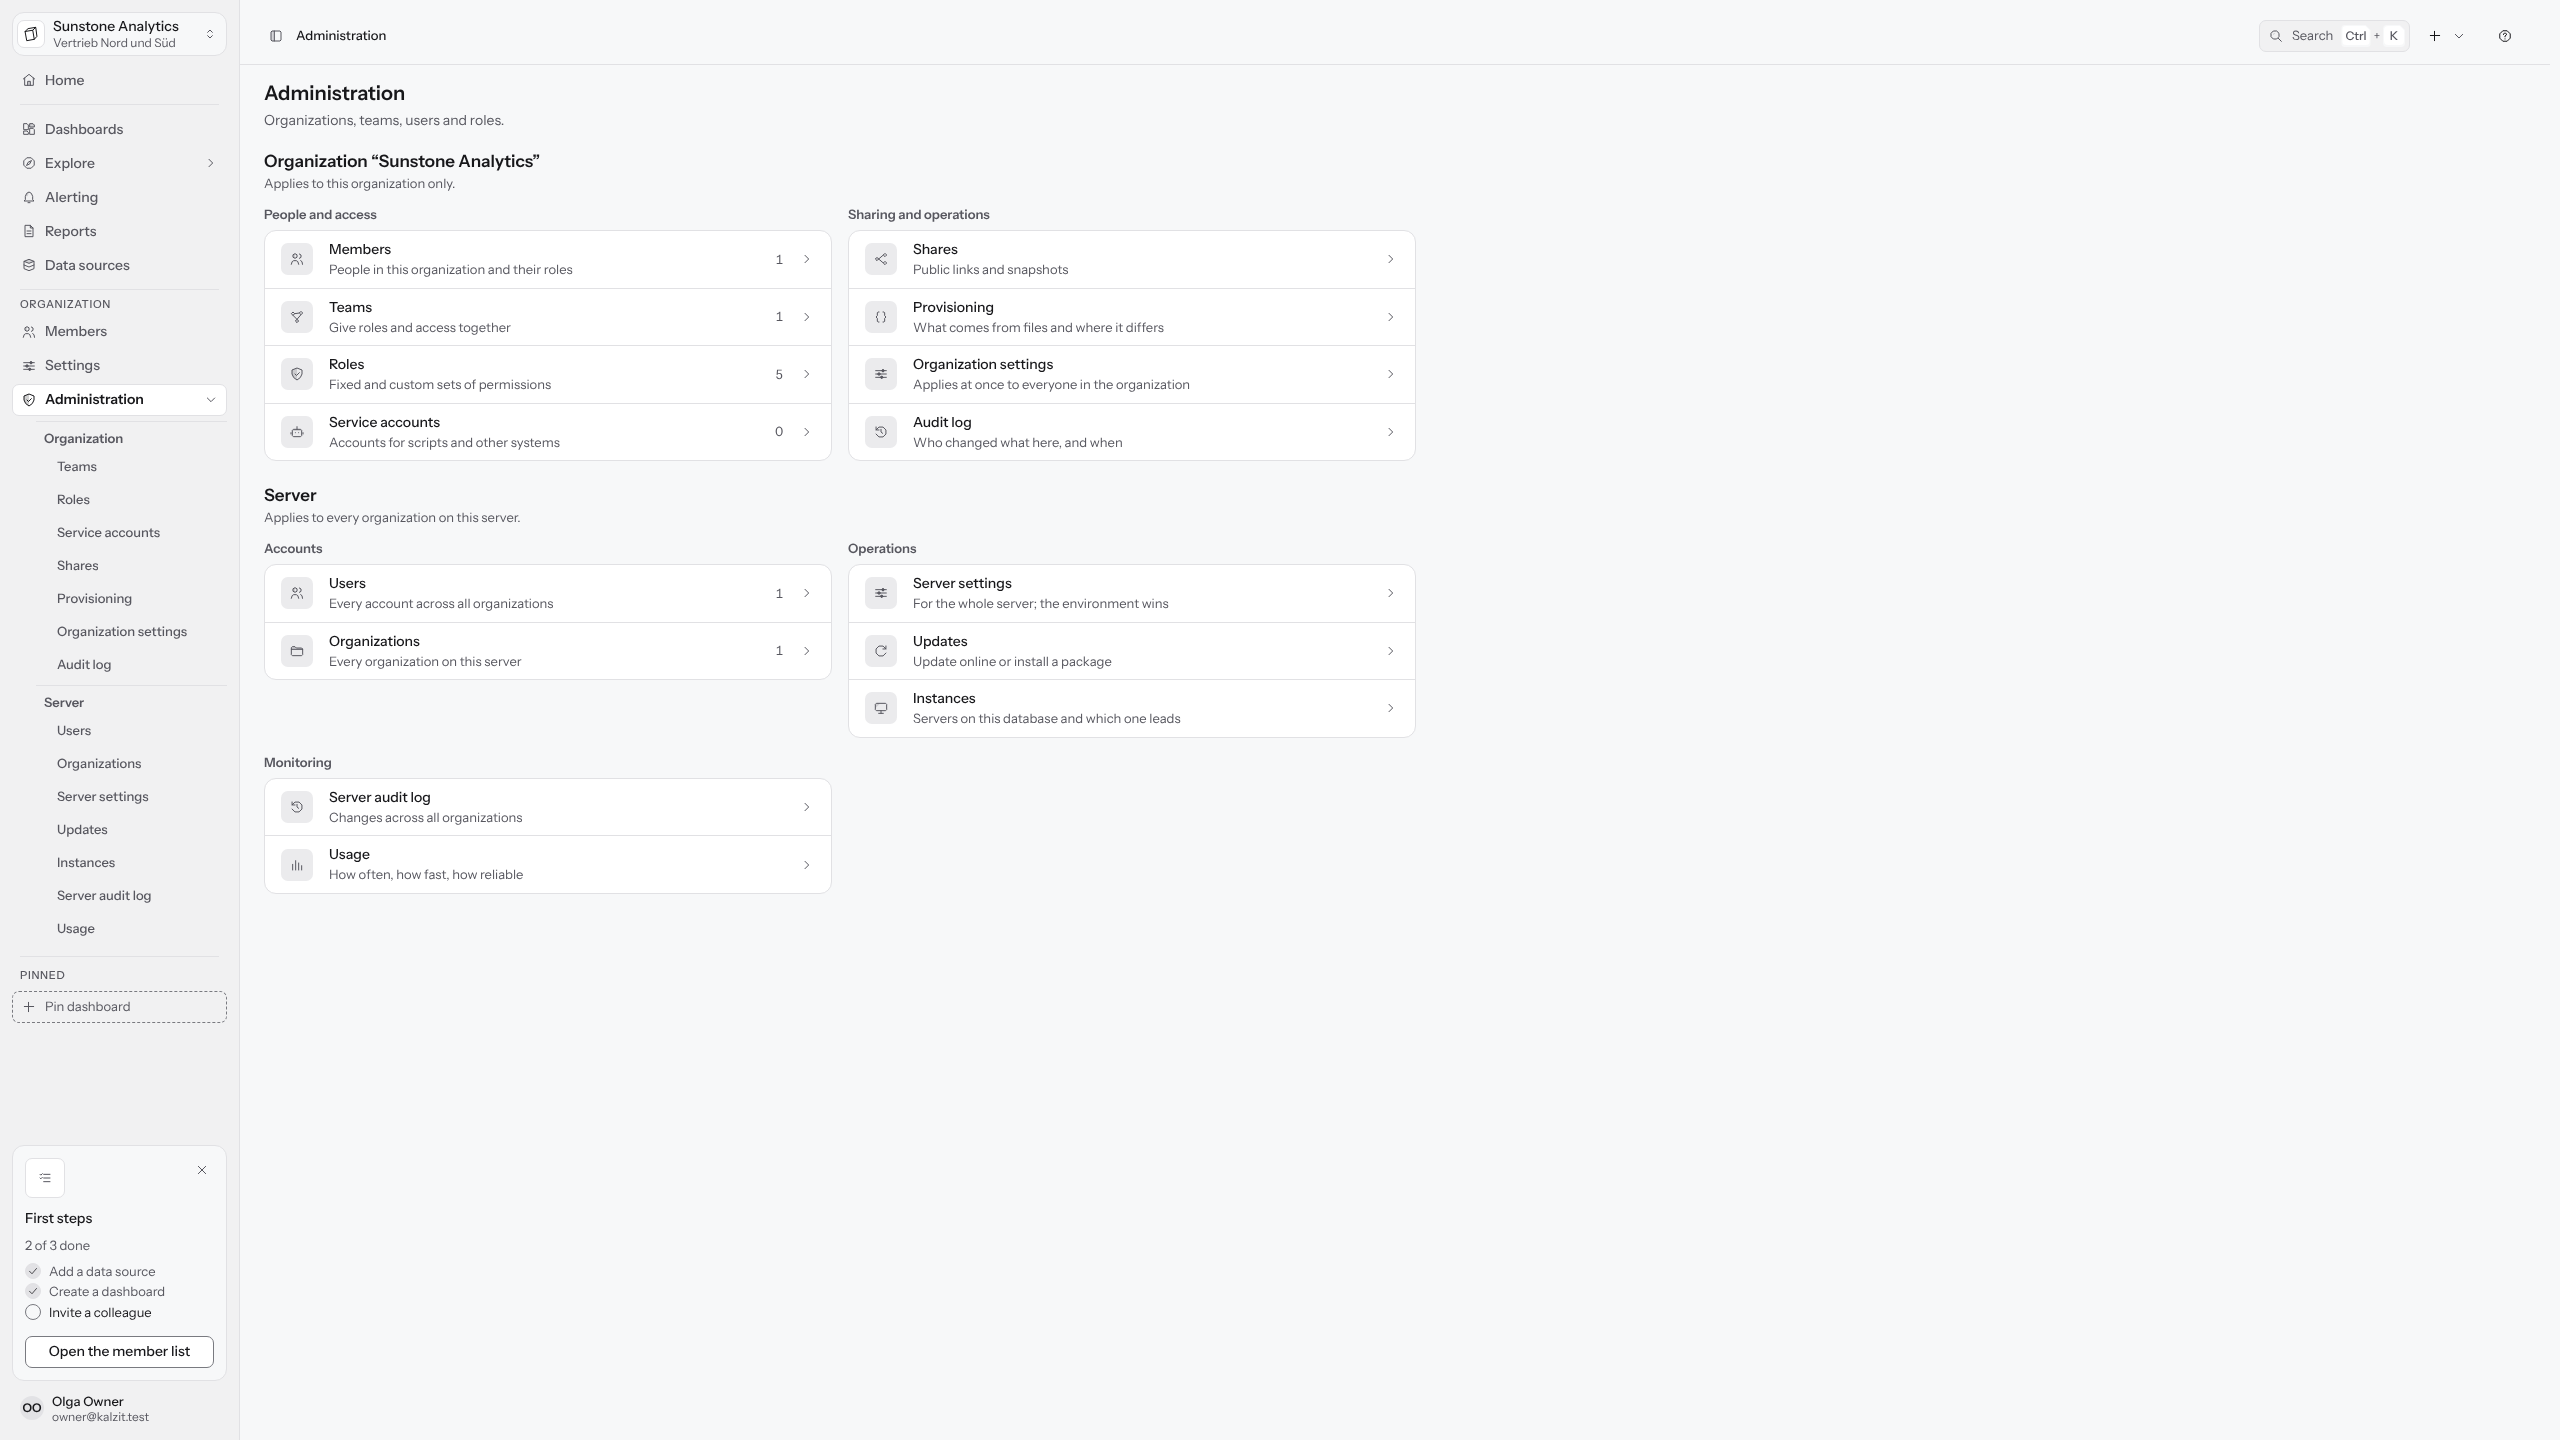 Sunstone Analytics
Vertrieb Nord und Süd
Home
Dashboards
Explore
Alerting
Reports
Data sources
ORGANIZATION
Members
Settings
Administration
Organization
Teams
Roles
Service accounts
Shares
Provisioning
Organization settings
Audit log
Server
Users
Organizations
Server settings
Updates
Instances
Server audit log
Usage
PINNED
Pin dashboard
First steps
2 of 3 done
Add a data source
Create a dashboard
Invite a colleague
Open the member list
OO
Olga Owner
owner@kalzit.test
Administration
Search Ctrl + K
Administration
Organizations, teams, users and roles.
Organization “Sunstone Analytics”
Applies to this organization only.
People and access
Members 1
People in this organization and their roles
Teams 1
Give roles and access together
Roles 5
Fixed and custom sets of permissions
Service accounts 0
Accounts for scripts and other systems
Sharing and operations
Shares
Public links and snapshots
Provisioning
What comes from files and where it differs
Organization settings
Applies at once to everyone in the organization
Audit log
Who changed what here, and when
Server
Applies to every organization on this server.
Accounts
Users 1
Every account across all organizations
Organizations 1
Every organization on this server
Operations
Server settings
For the whole server; the environment wins
Updates
Update online or install a package
Instances
Servers on this database and which one leads
Monitoring
Server audit log
Changes across all organizations
Usage
How often, how fast, how reliable